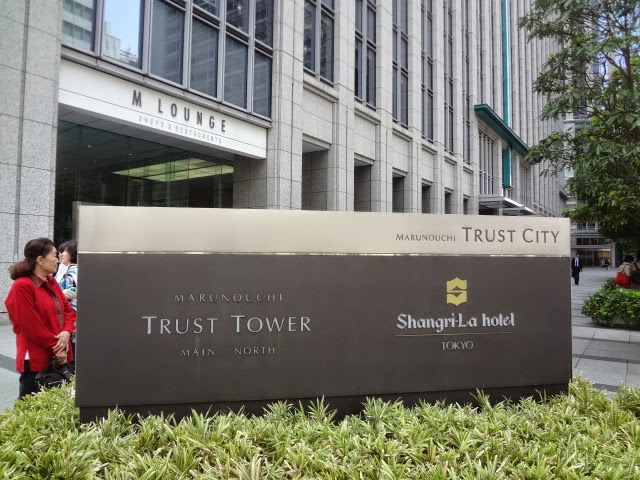 M LOUNGE
SHOPS & RESTAURANTS
MARUNOUCHI TRUST CITY
MARUNOUCHI
TRUST TOWER
MAIN . NORTH
Shangri-La hotel
TOKYO